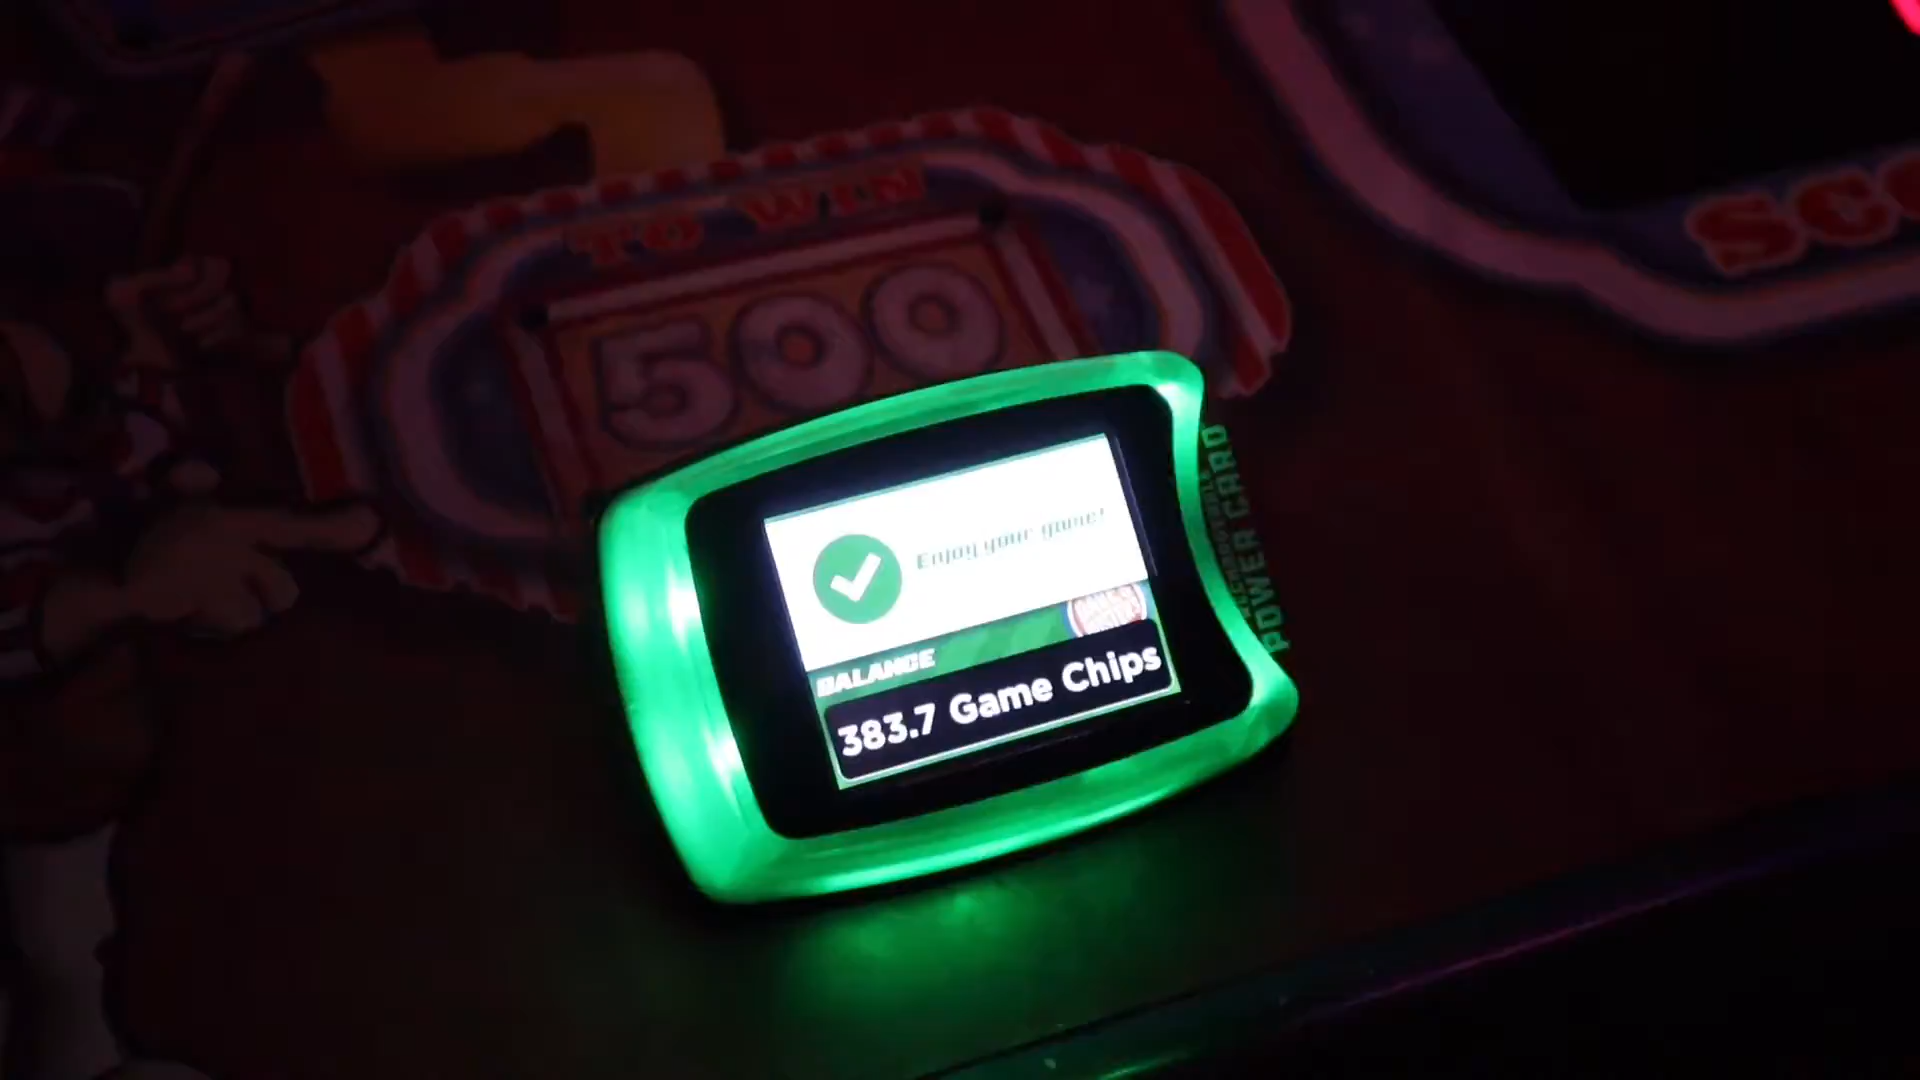 TO WIN
500
SCO
Enjoy your game!
BALANCE
383.7 Game Chips
POWER CARD